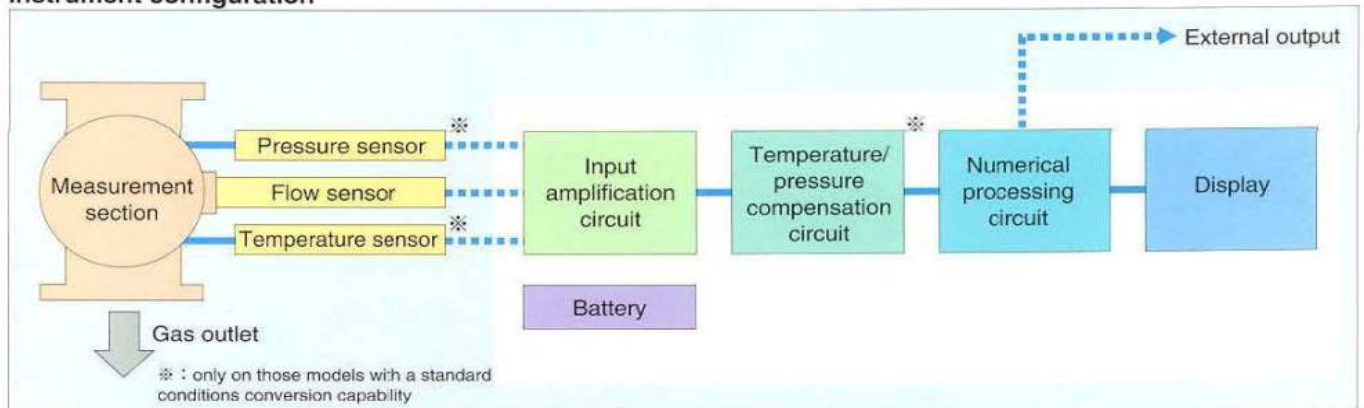 Instrument configuration
External output
※
Pressure sensor
Flow sensor
※
Temperature sensor
Measurement
section
Input
amplification
circuit
※
Temperature/
pressure
compensation
circuit
Numerical
processing
circuit
Display
Battery
Gas outlet
※ : only on those models with a standard
conditions conversion capability